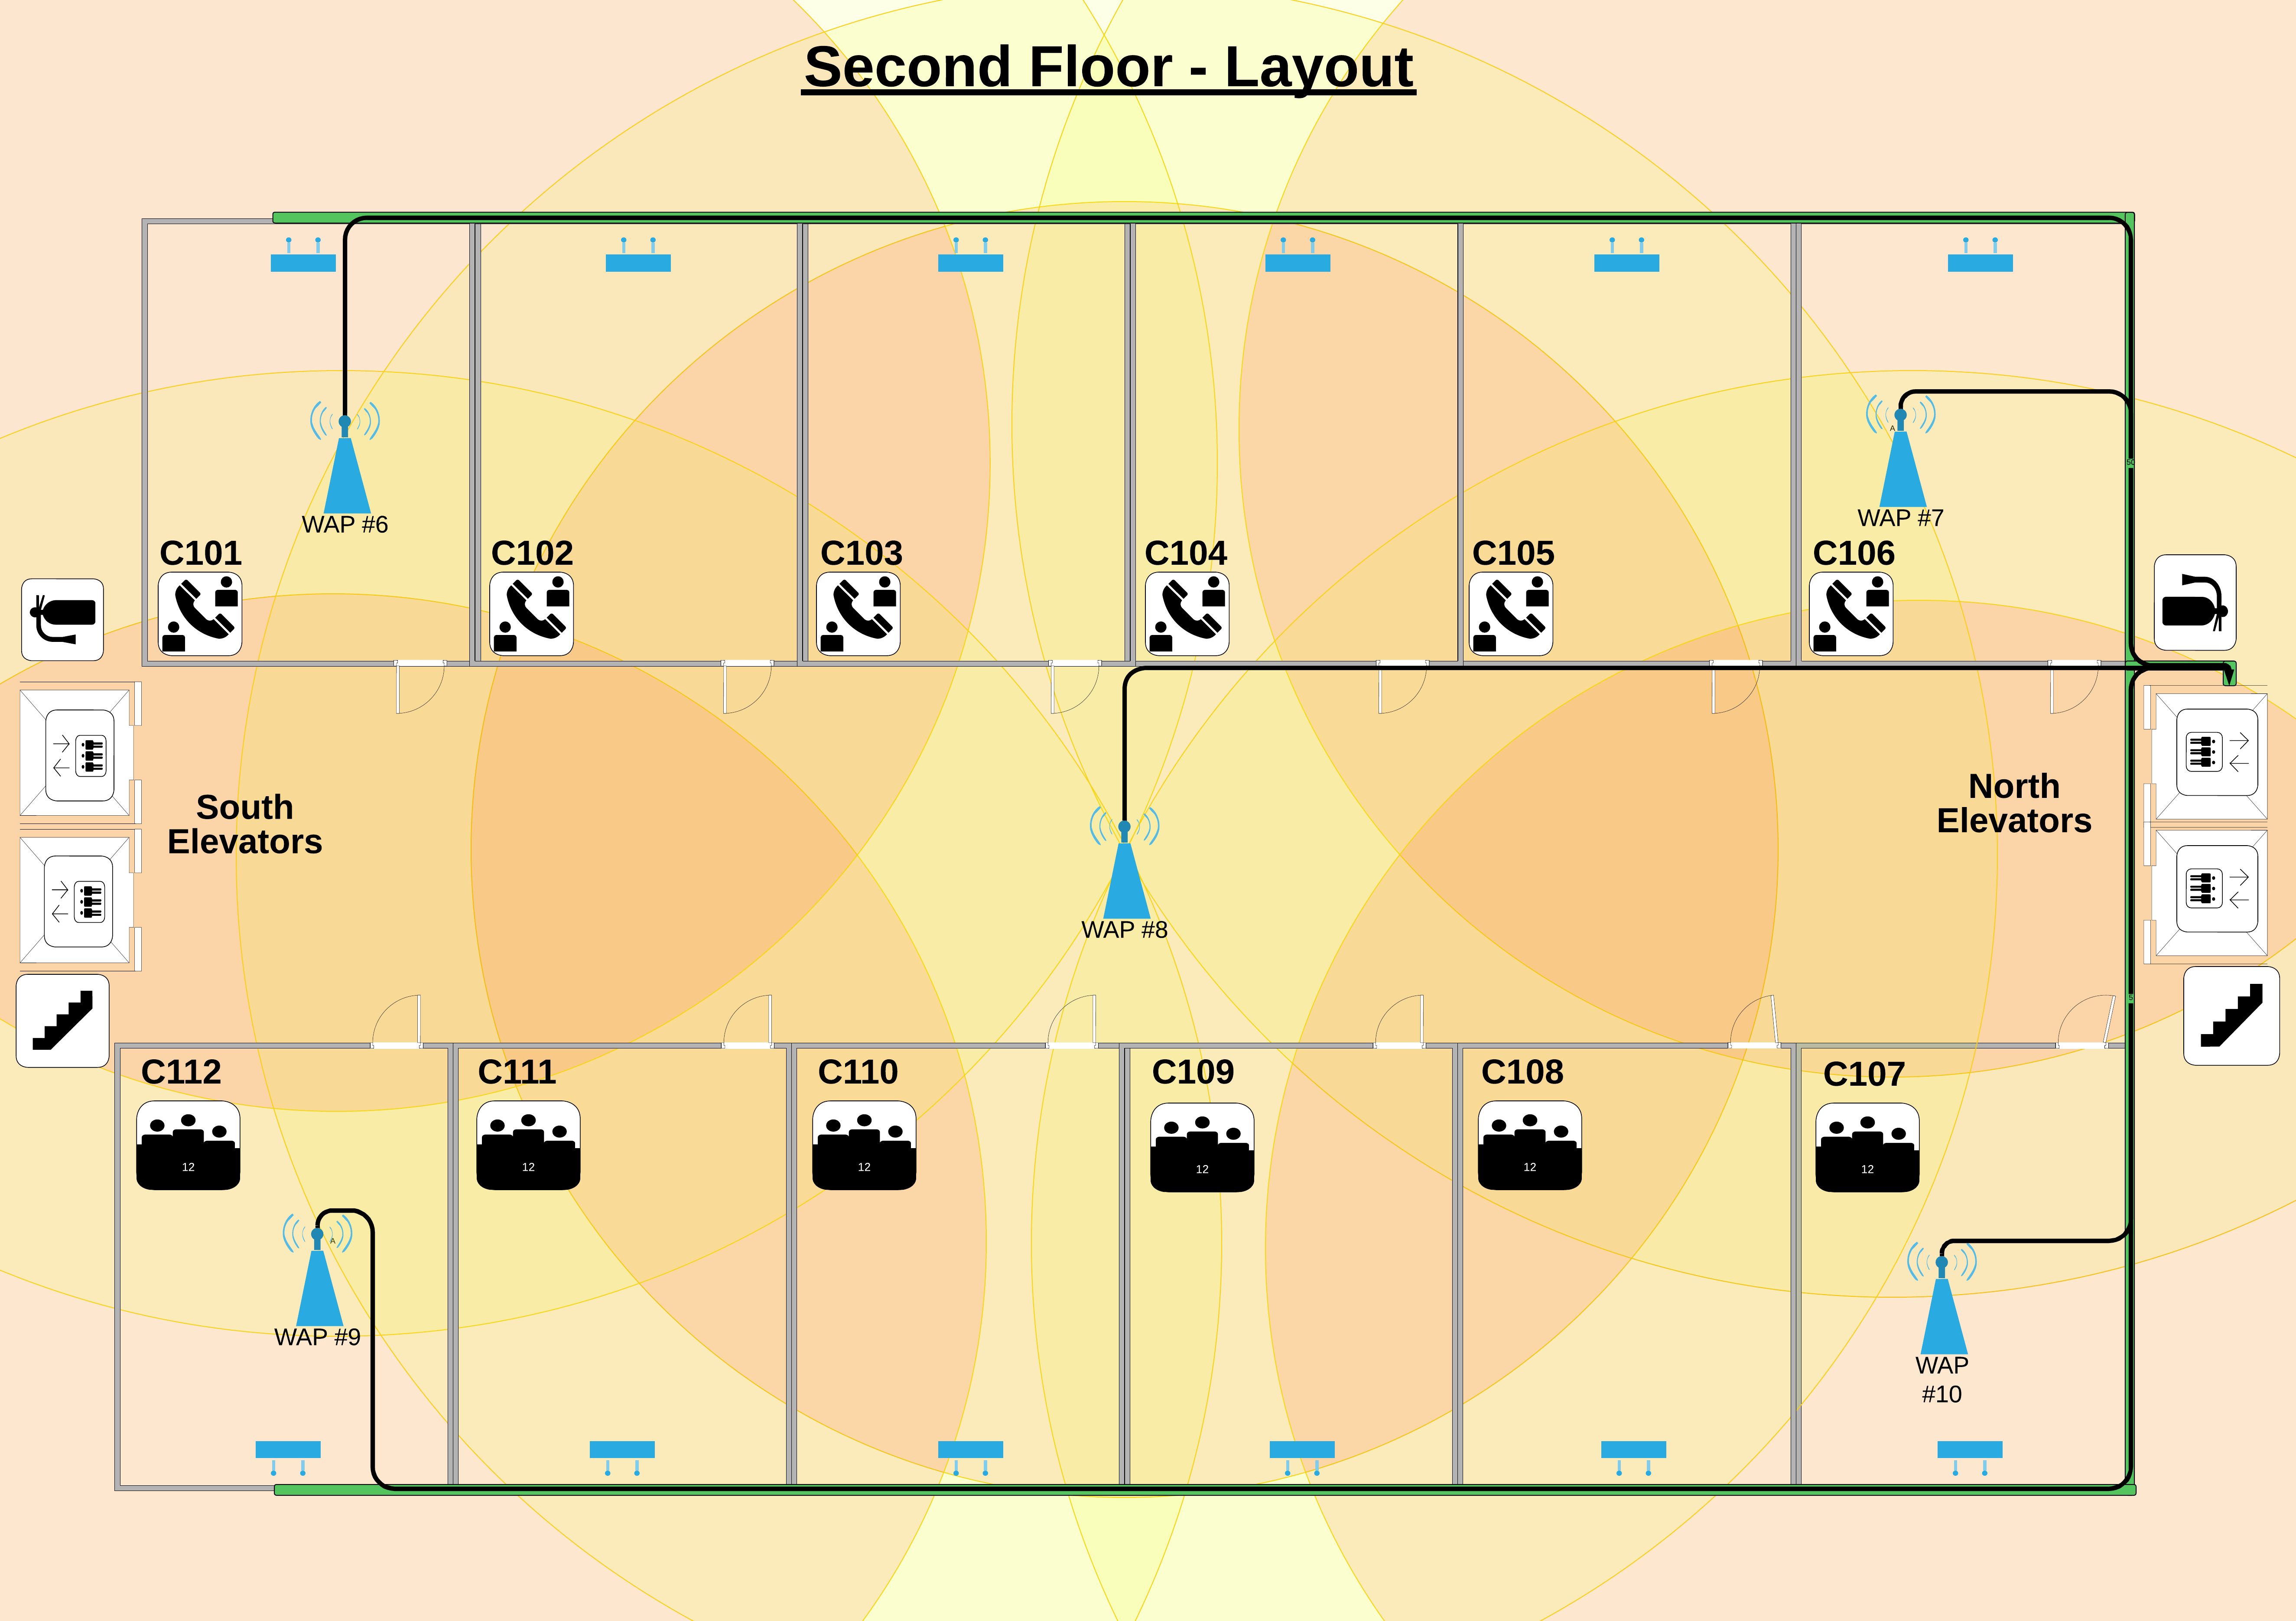 Second Floor - Layout
A
WAP #6
WAP #7
C101
C102
C103
C104
C105
C106
South
Elevators
North
Elevators
WAP #8
C112
C111
C110
C109
C108
C107
12
12
12
12
12
12
A
WAP #9
WAP
#10